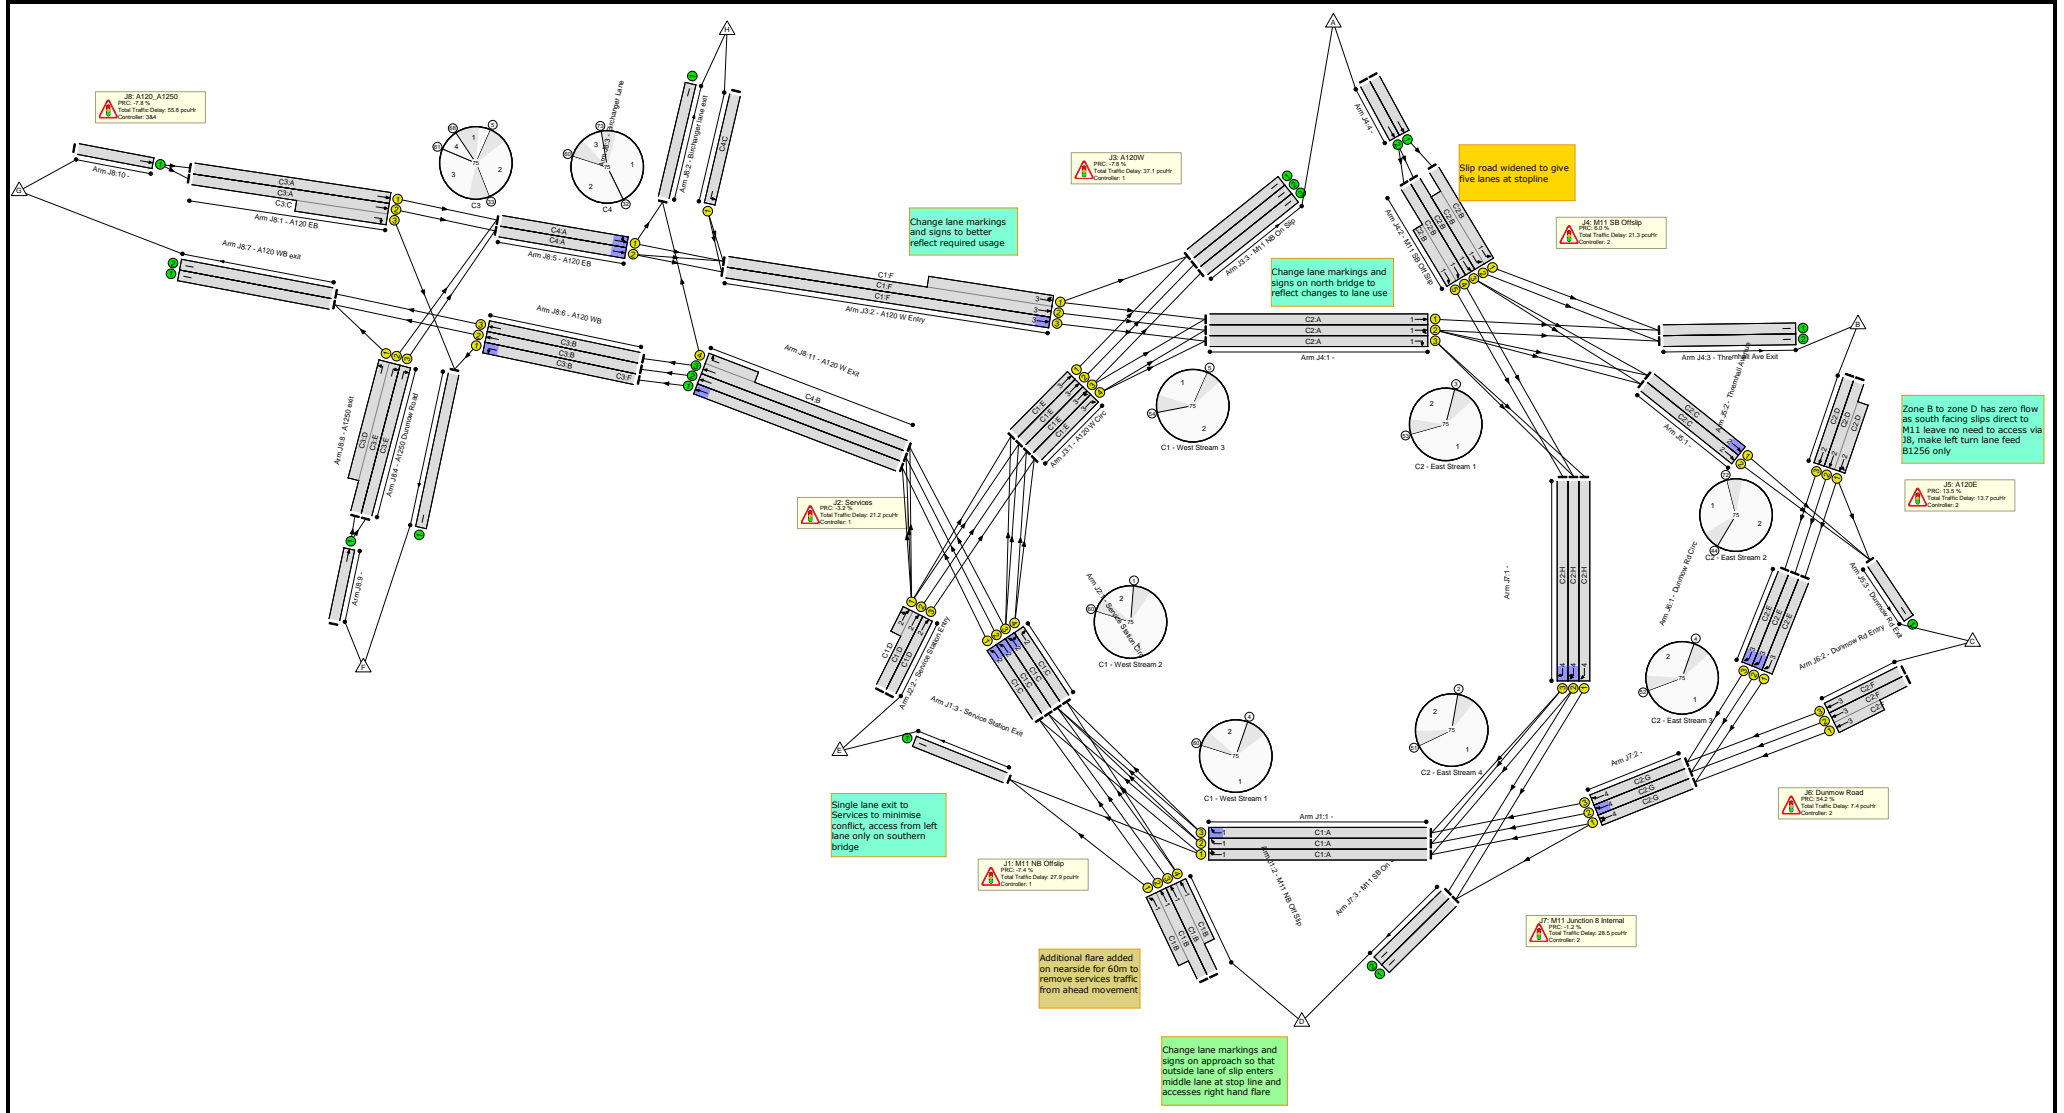 H
A
J8: A120_A1250
PRC: -7.8 %
Total Traffic Delay: 55.8 pcuHr
Controller: 3&4
Arm J8:10 -
G
C3:A
C3:A
C3:C
Arm J8:1 - A120 EB
C3
C4
Arm J8:3 - Birchanger Lane
Arm J8:2 - Birchanger lane exit
C4:C
C4:A
C4:A
Arm J8:5 - A120 EB
Arm J8:7 - A120 WB exit
Arm J8:6 - A120 WB
C3:B
C3:B
C3:B
C3:F
Arm J8:11 - A120 W Exit
C4:B
Arm J8:8 - A1250 exit
C3:D
C3:E
C3:E
Arm J8:4 - A1250 Dunmow Road
Arm J8:9 -
F
Change lane markings
and signs to better
reflect required usage
C1:F
C1:F
C1:F
Arm J3:2 - A120 W Entry
J3: A120W
PRC: -7.8 %
Total Traffic Delay: 37.1 pcuHr
Controller: 1
Arm J3:3 - M11 NB On Slip
Change lane markings and
signs on north bridge to
reflect changes to lane use
Arm J4:4 -
Slip road widened to give
five lanes at stopline
J4: M11 SB Offslip
PRC: 6.0 %
Total Traffic Delay: 21.3 pcuHr
Controller: 2
C2:B
C2:B
C2:B
C2:B
C2:B
Arm J4:2 - M11 SB Off Slip
C2:A
C2:A
C2:A
Arm J4:1 -
Arm J4:3 - Thremhall Ave Exit
B
C2:C
C2:C
Arm J5:1 -
Arm J5:2 - Thremhall Avenue
C2:D
C2:D
C2:D
Zone B to zone D has zero flow
as south facing slips direct to
M11 leave no need to access via
J8, make left turn lane feed
B1256 only
J5: A120E
PRC: 13.5 %
Total Traffic Delay: 13.7 pcuHr
Controller: 2
C1:E
C1:E
C1:E
C1:E
Arm J3:1 - A120 W Circ
C1 - West Stream 3
C2 - East Stream 1
C2 - East Stream 2
J2: Services
PRC: -3.2 %
Total Traffic Delay: 21.2 pcuHr
Controller: 1
Arm J7:1 -
C2:H
C2:H
C2:H
Arm J6:1 - Dunmow Rd Circ
C2:E
C2:E
C2:E
Arm J5:3 - Dunmow Rd Exit
C
Arm J6:2 - Dunmow Rd Entry
C2:F
C2:F
C1:D
C1:D
C1:D
Arm J2:2 - Service Station Entry
C1:C
C1:C
C1:C
C1:C
C1 - West Stream 2
C2 - East Stream 3
E
Arm J1:3 - Service Station Exit
C1 - West Stream 1
C2 - East Stream 4
Arm J7:2 -
C2:G
C2:G
C2:G
J6: Dunmow Road
PRC: 54.2 %
Total Traffic Delay: 7.4 pcuHr
Controller: 2
Single lane exit to
Services to minimise
conflict, access from left
lane only on southern
bridge
Arm J1:1 -
C1:A
C1:A
C1:A
J1: M11 NB Offslip
PRC: -7.4 %
Total Traffic Delay: 27.9 pcuHr
Controller: 1
C1:B
C1:B
C1:B
C1:B
Arm J1:2 - M11 NB Off Slip
J7: M11 Junction 8 Internal
PRC: -1.2 %
Total Traffic Delay: 28.5 pcuHr
Controller: 2
Additional flare added
on nearside for 60m to
remove services traffic
from ahead movement
D
Change lane markings and
signs on approach so that
outside lane of slip enters
middle lane at stop line and
accesses right hand flare